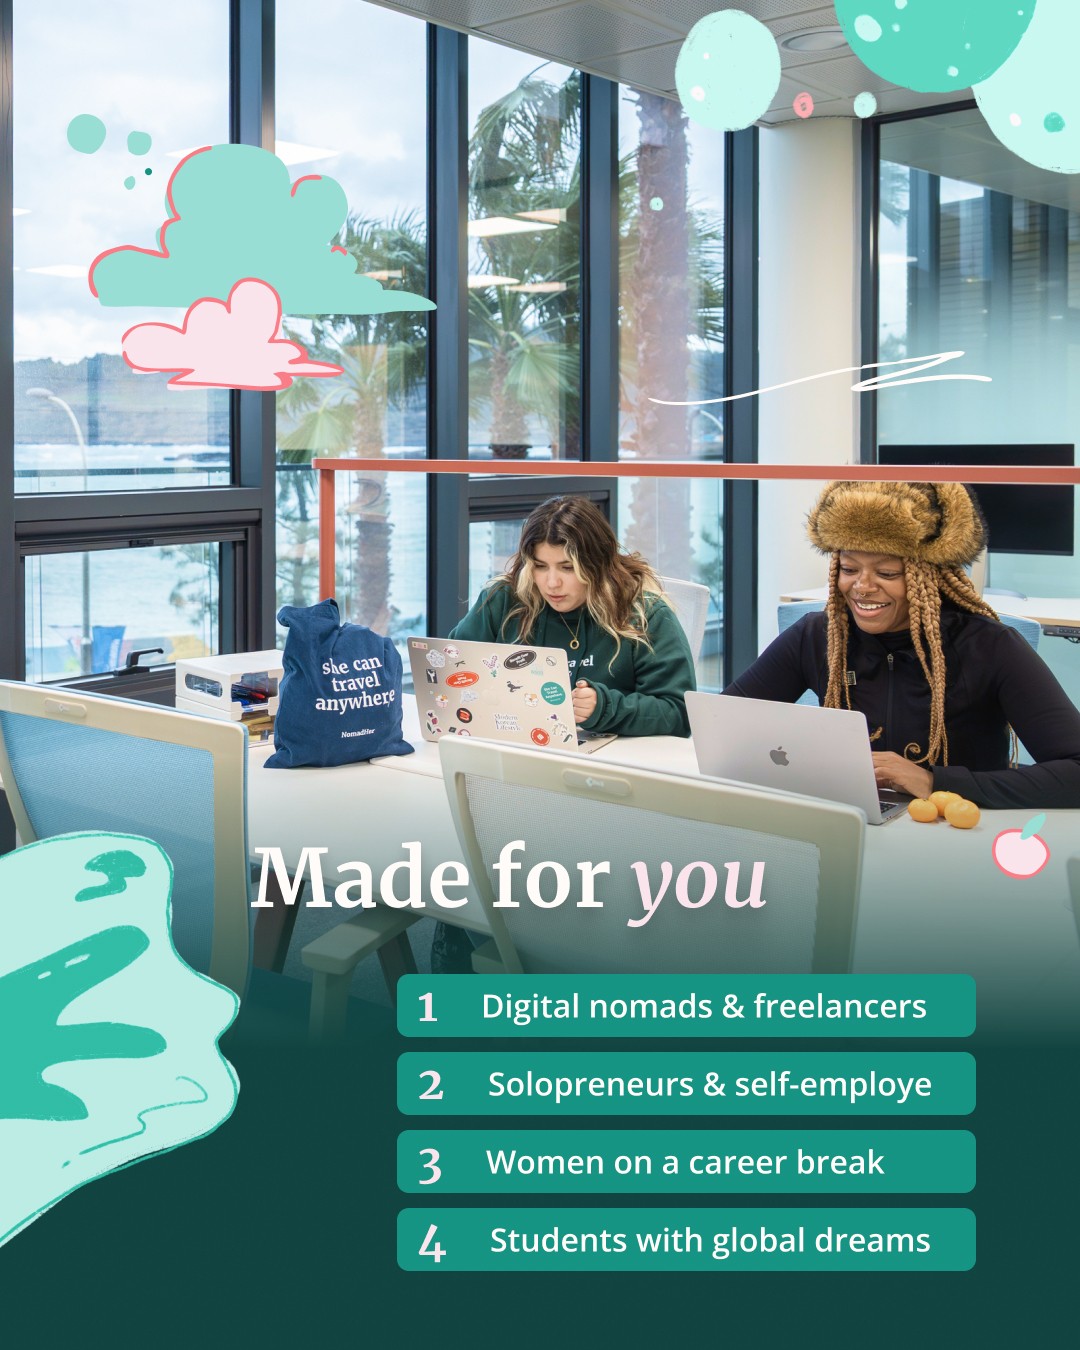 she can
travel
anywhere
NomadHer
Made for you
1 Digital nomads & freelancers
2 Solopreneurs & self-employe
3 Women on a career break
4 Students with global dreams